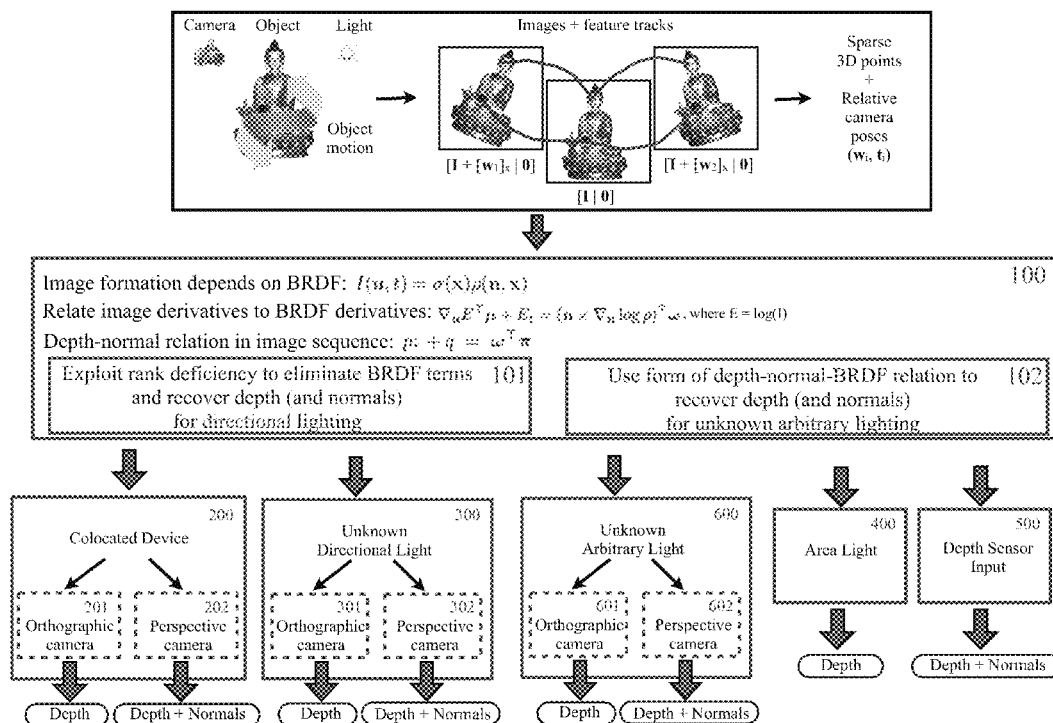 Camera Object Light
Images + feature tracks
Object
motion
[I + [w₁]ₓ | 0]
[I | 0]
[I + [w₂]ₓ | 0]
Sparse
3D points
+
Relative
camera
poses
(wᵢ, tᵢ)
100
Image formation depends on BRDF: I(u, t) = σ(x)ρ(n, x)
Relate image derivatives to BRDF derivatives: ∇ᵤE⊤μ + Eₜ = (n × ∇ₙ log ρ)⊤ω, where E = log(I)
Depth-normal relation in image sequence: pz + q = ω⊤π
Exploit rank deficiency to eliminate BRDF terms 101
and recover depth (and normals)
for directional lighting
Use form of depth-normal-BRDF relation to 102
recover depth (and normals)
for unknown arbitrary lighting
200
Colocated Device
201
Orthographic
camera
202
Perspective
camera
Depth
Depth + Normals
300
Unknown
Directional Light
301
Orthographic
camera
302
Perspective
camera
Depth
Depth + Normals
600
Unknown
Arbitrary Light
601
Orthographic
camera
602
Perspective
camera
Depth
Depth + Normals
400
Area Light
Depth
500
Depth Sensor
Input
Depth + Normals